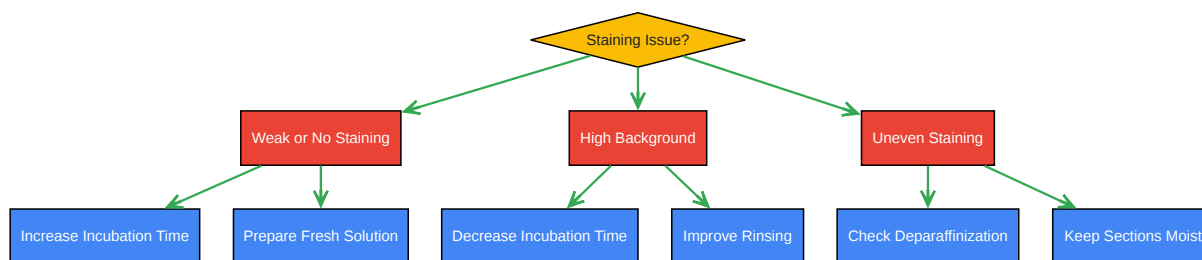 Staining Issue?
Weak or No Staining
High Background
Uneven Staining
Increase Incubation Time
Prepare Fresh Solution
Decrease Incubation Time
Improve Rinsing
Check Deparaffinization
Keep Sections Moist